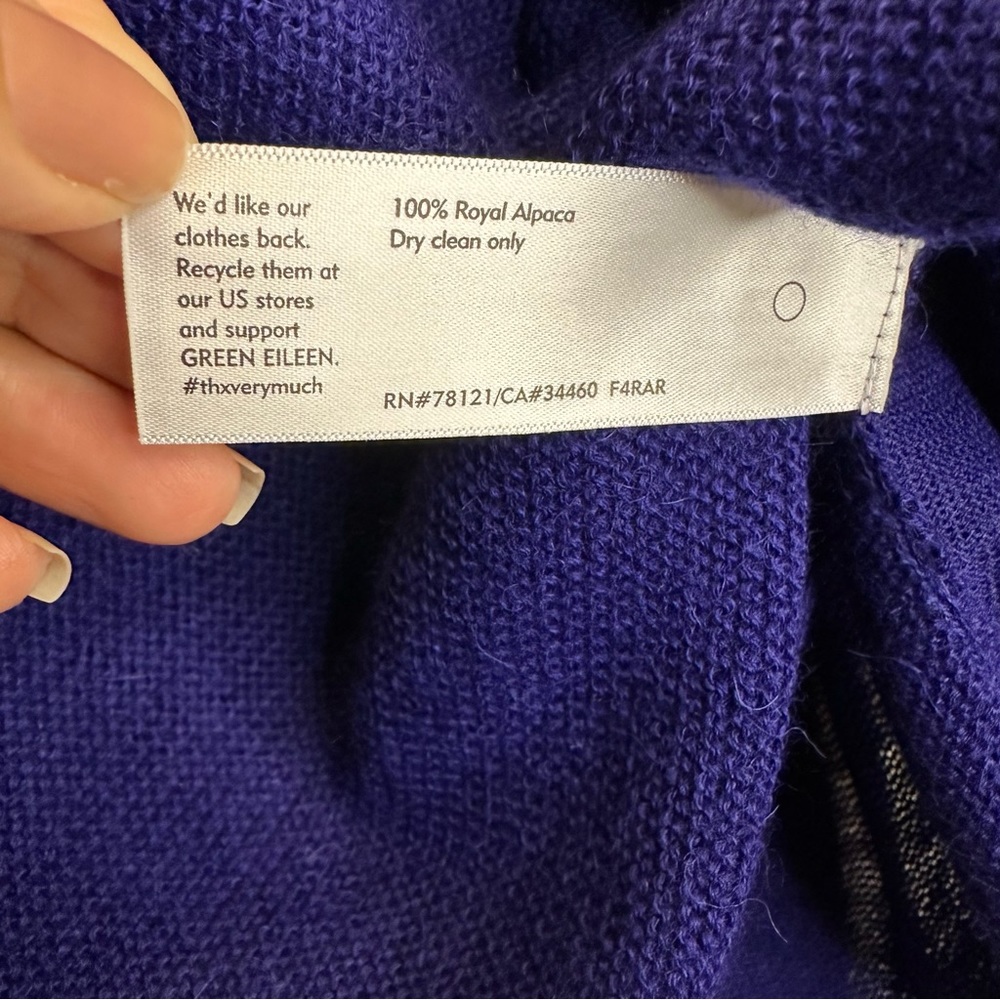 We'd like our
clothes back.
Recycle them at
our US stores
and support
GREEN EILEEN.
#thxverymuch
100% Royal Alpaca
Dry clean only
RN#78121/CA#34460 F4RAR